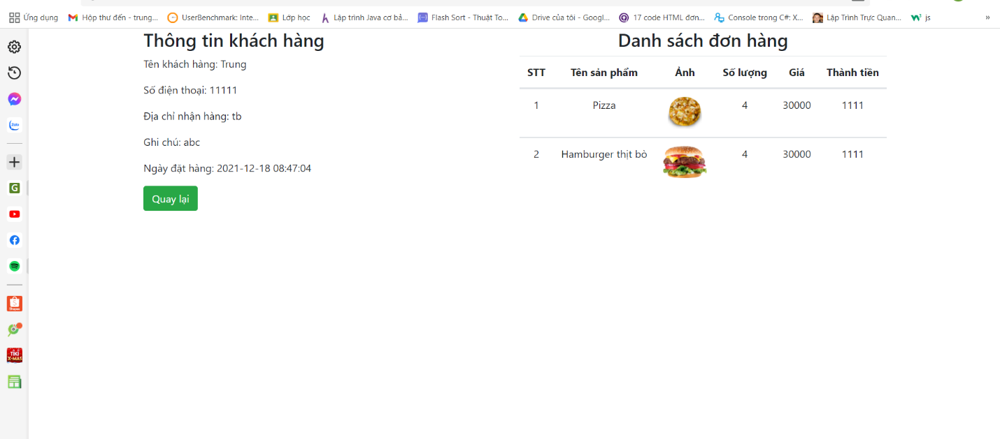 Ứng dụng
Hộp thư đến - trung...
UserBenchmark: Inte...
Lớp học
Lập trình Java cơ bả...
Flash Sort - Thuật To...
Drive của tôi - Googl...
17 code HTML đơn...
Console trong C#: X...
Lập Trình Trực Quan...
js
»
Thông tin khách hàng
Tên khách hàng: Trung
Số điện thoại: 11111
Địa chỉ nhận hàng: tb
Ghi chú: abc
Ngày đặt hàng: 2021-12-18 08:47:04
Quay lại
Danh sách đơn hàng
STT Tên sản phẩm Ảnh Số lượng Giá Thành tiền
1 Pizza 4 30000 1111
2 Hamburger thịt bò 4 30000 1111
Zalo
G
Shopee
TIKI
X-MAS